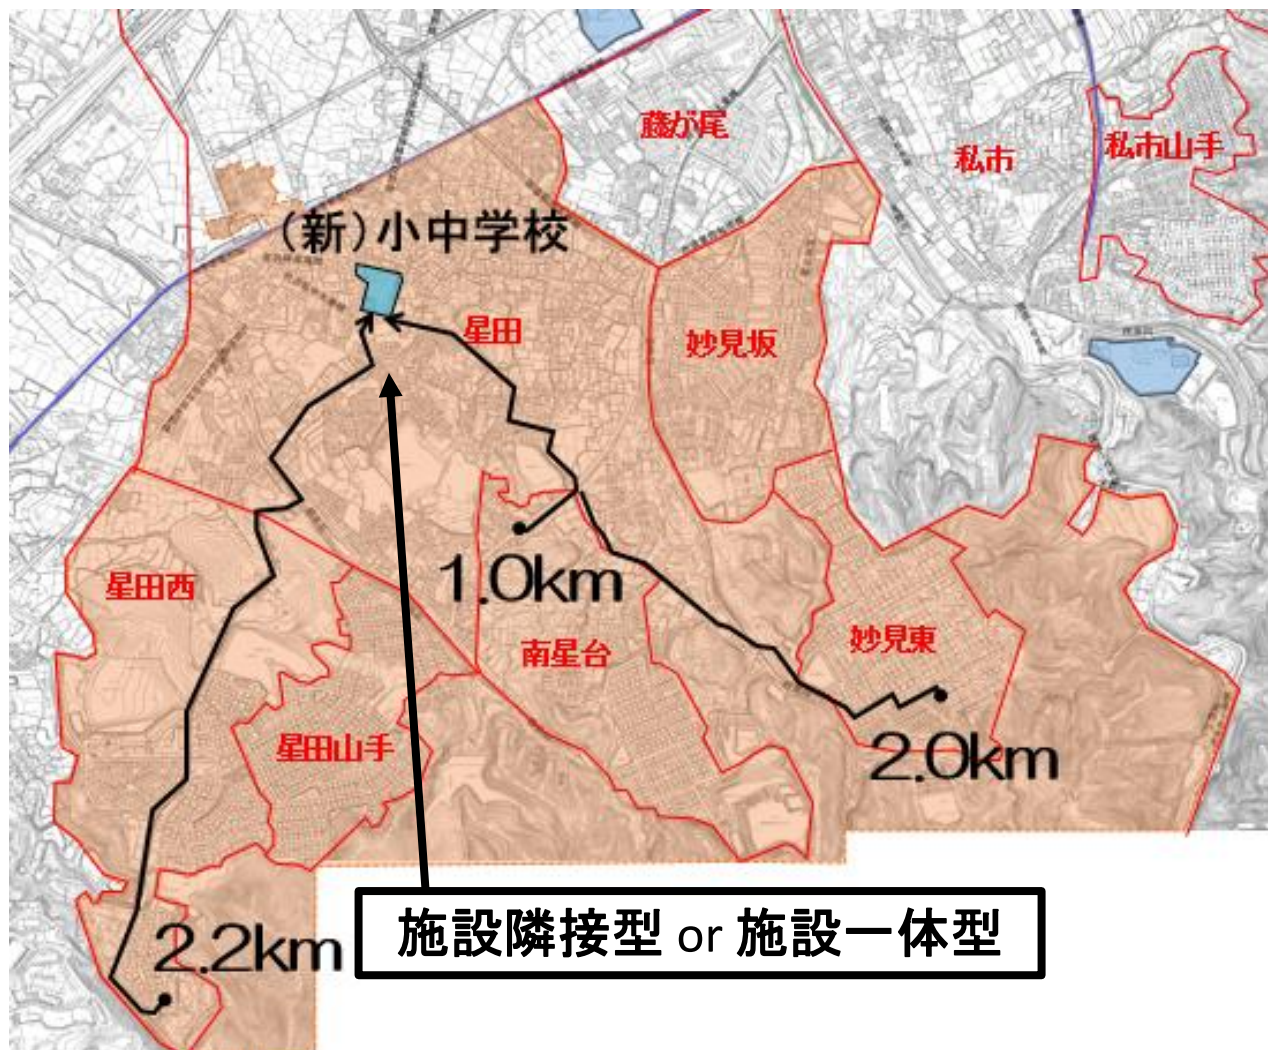 藤が尾
私市
私市山手
（新）小中学校
星田
妙見坂
星田西
1.0km
南星台
妙見東
星田山手
2.0km
2.2km
施設隣接型 or 施設一体型